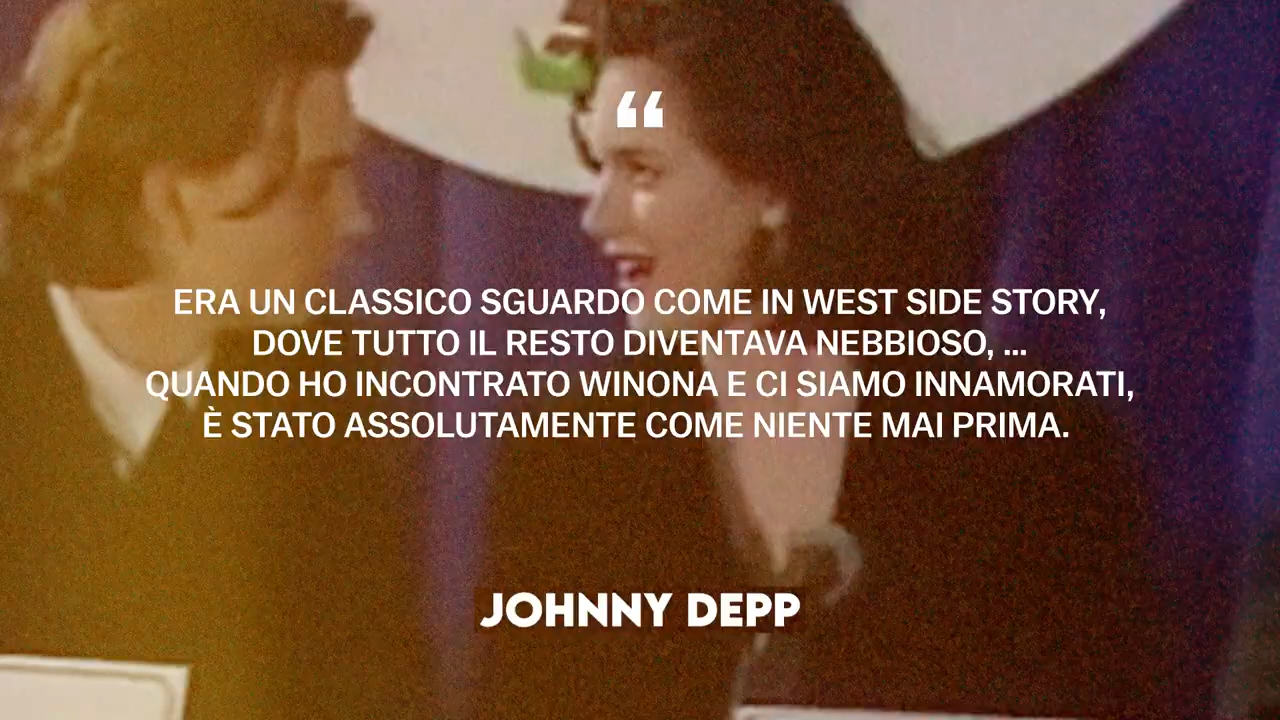 “
ERA UN CLASSICO SGUARDO COME IN WEST SIDE STORY,
DOVE TUTTO IL RESTO DIVENTAVA NEBBIOSO, ...
QUANDO HO INCONTRATO WINONA E CI SIAMO INNAMORATI,
È STATO ASSOLUTAMENTE COME NIENTE MAI PRIMA.
JOHNNY DEPP